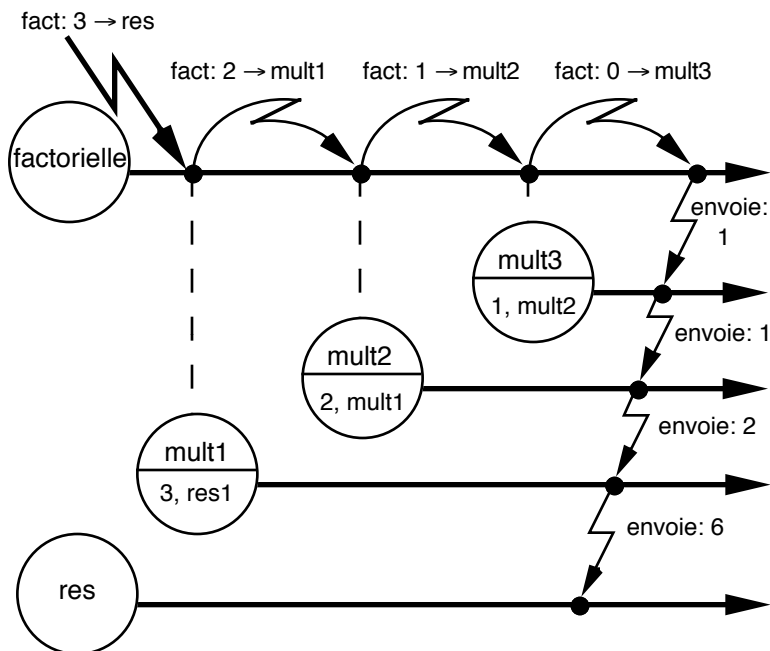 fact: 3 → res
fact: 2 → mult1
fact: 1 → mult2
fact: 0 → mult3
factorielle
envoie:
1
mult3
1, mult2
envoie: 1
mult2
2, mult1
envoie: 2
mult1
3, res1
envoie: 6
res